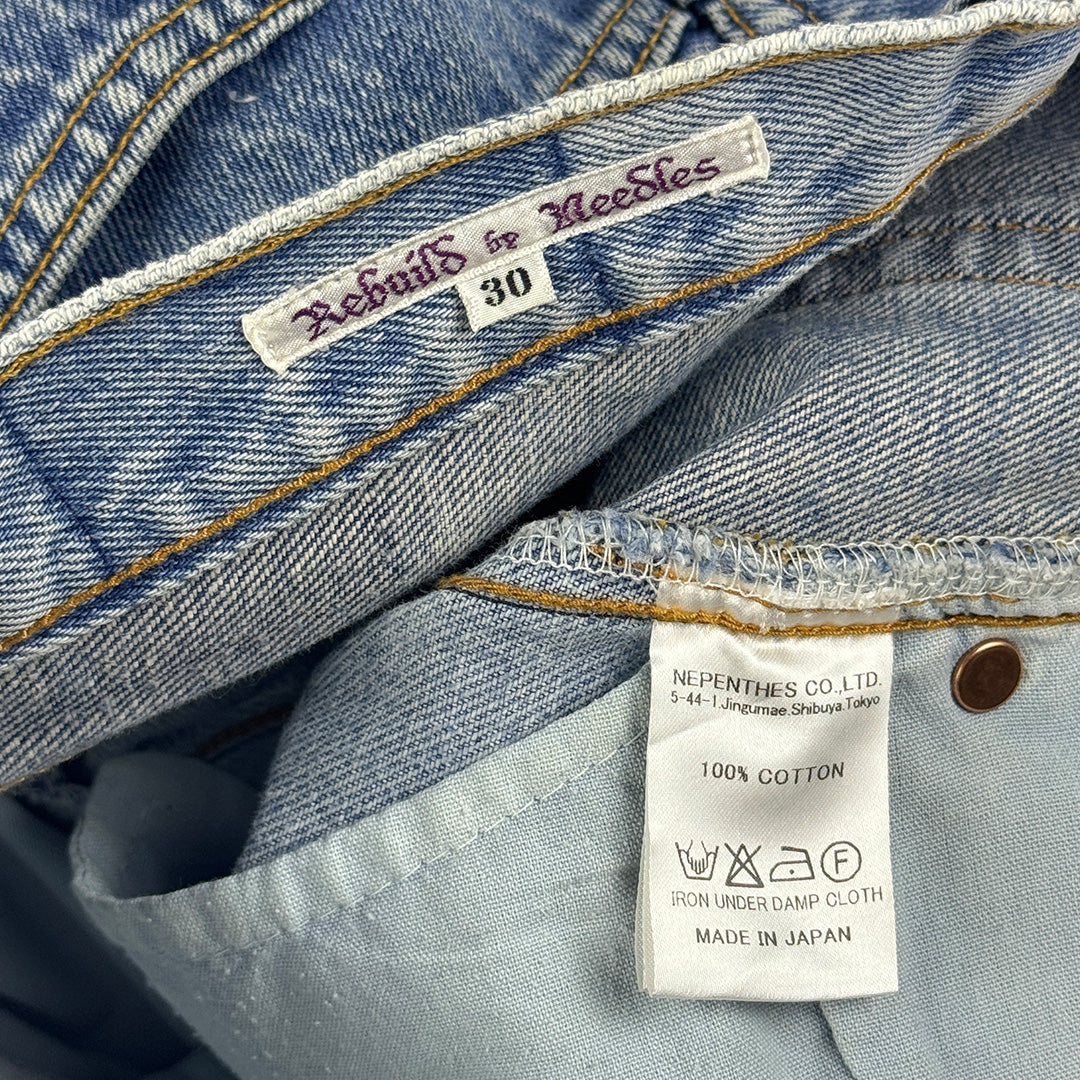 Rebuild by Needles
30
NEPENTHES CO.,LTD.
5-44-1.Jingumae.Shibuya.Tokyo
100% COTTON
F
IRON UNDER DAMP CLOTH
MADE IN JAPAN